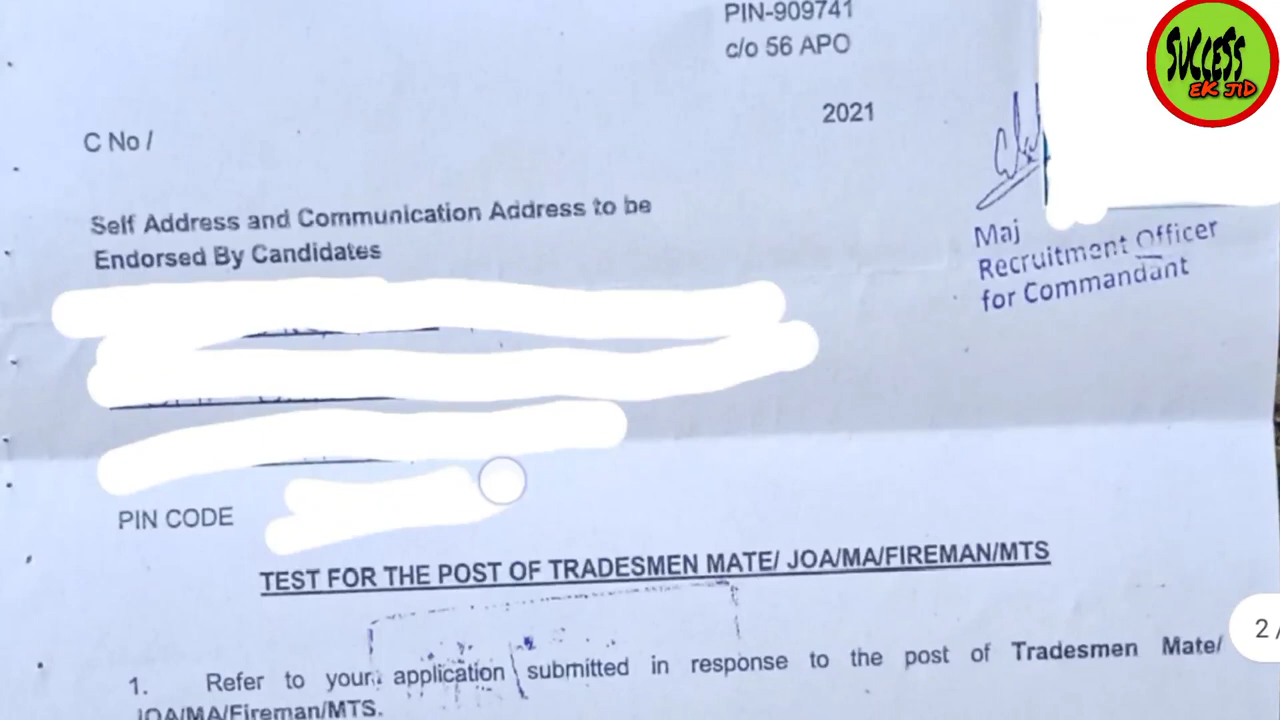 PIN-909741
c/o 56 APO
SUCCESS
EK JID
2021
C No /
Self Address and Communication Address to be
Endorsed By Candidates
Maj
Recruitment Officer
for Commandant
PIN CODE
TEST FOR THE POST OF TRADESMEN MATE/ JOA/MA/FIREMAN/MTS
2 /
1. Refer to your application submitted in response to the post of Tradesmen Mate/
JOA/MA/Fireman/MTS.